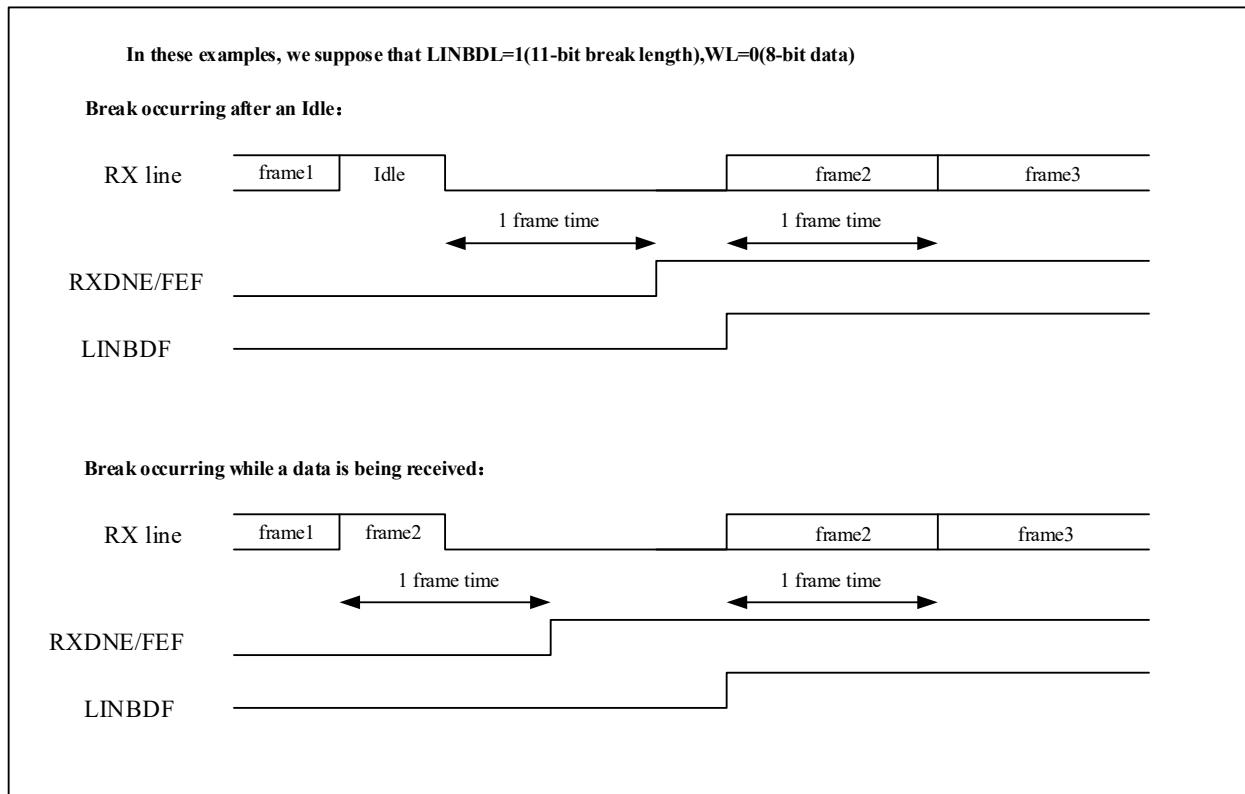 In these examples, we suppose that LINBDL=1(11-bit break length),WL=0(8-bit data)
Break occurring after an Idle：
RX line frame1 Idle frame2 frame3
1 frame time 1 frame time
RXDNE/FEF
LINBDF
Break occurring while a data is being received：
RX line frame1 frame2 frame2 frame3
1 frame time 1 frame time
RXDNE/FEF
LINBDF